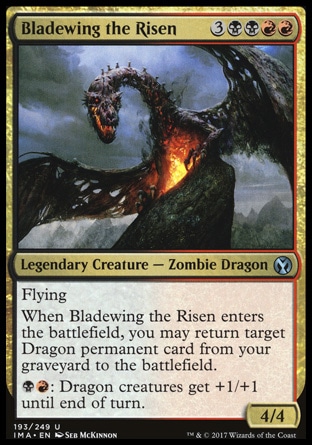 Bladewing the Risen 3
Legendary Creature — Zombie Dragon
Flying
When Bladewing the Risen enters
the battlefield, you may return target
Dragon permanent card from your
graveyard to the battlefield.
: Dragon creatures get +1/+1
until end of turn.
4/4
193/249 U
IMA • EN Seb McKinnon
™ & © 2017 Wizards of the Coast